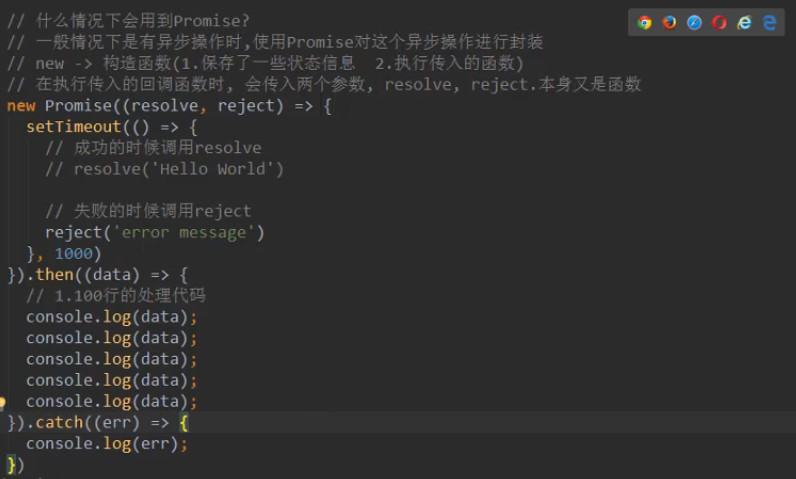 // 什么情况下会用到Promise?
// 一般情况下是有异步操作时,使用Promise对这个异步操作进行封装
// new -> 构造函数(1.保存了一些状态信息  2.执行传入的函数)
// 在执行传入的回调函数时, 会传入两个参数, resolve, reject.本身又是函数
new Promise((resolve, reject) => {
  setTimeout(() => {
    // 成功的时候调用resolve
    // resolve('Hello World')

    // 失败的时候调用reject
    reject('error message')
  }, 1000)
}).then((data) => {
  // 1.100行的处理代码
  console.log(data);
  console.log(data);
  console.log(data);
  console.log(data);
  console.log(data);
}).catch((err) => {
  console.log(err);
})